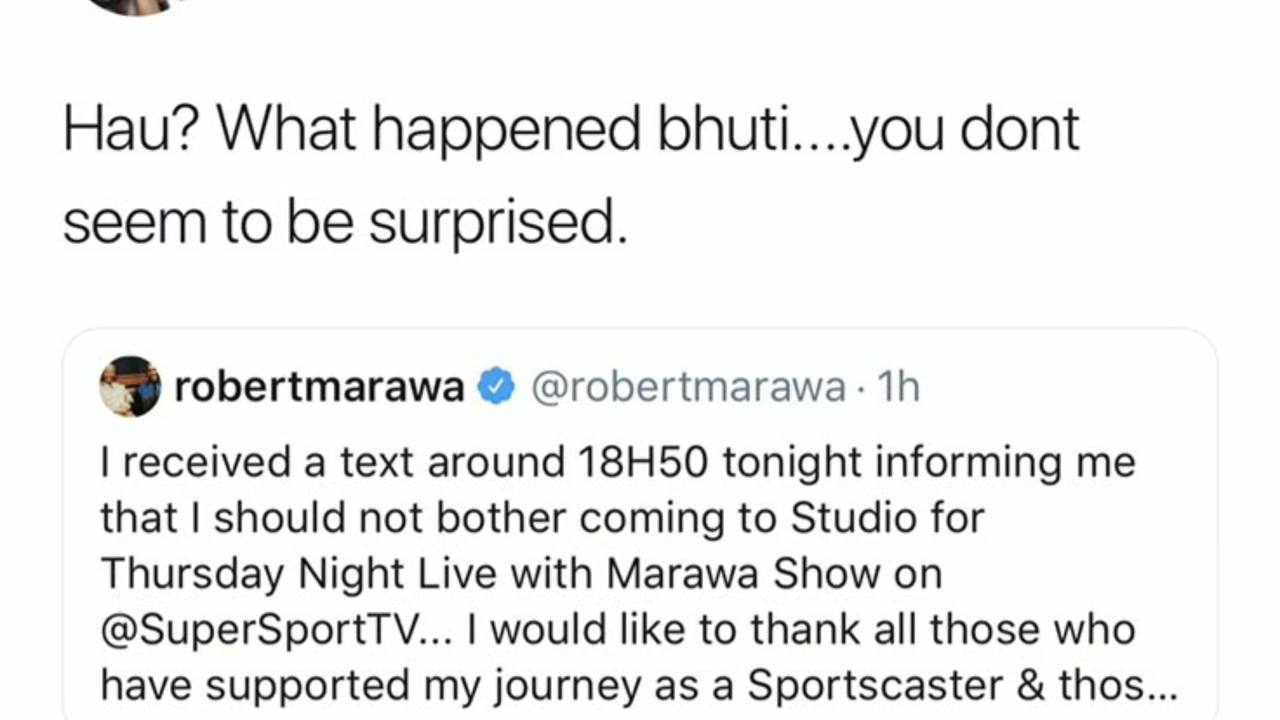 Hau? What happened bhuti....you dont
seem to be surprised.
robertmarawa @robertmarawa · 1h
I received a text around 18H50 tonight informing me
that I should not bother coming to Studio for
Thursday Night Live with Marawa Show on
@SuperSportTV... I would like to thank all those who
have supported my journey as a Sportscaster & thos...